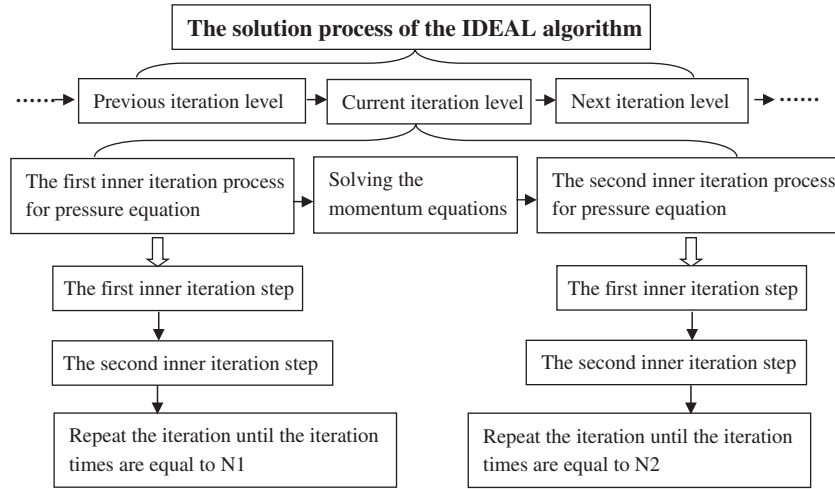 The solution process of the IDEAL algorithm
...... Previous iteration level Current iteration level Next iteration level ......
The first inner iteration process
for pressure equation
Solving the
momentum equations
The second inner iteration process
for pressure equation
The first inner iteration step
The second inner iteration step
Repeat the iteration until the iteration
times are equal to N1
The first inner iteration step
The second inner iteration step
Repeat the iteration until the iteration
times are equal to N2